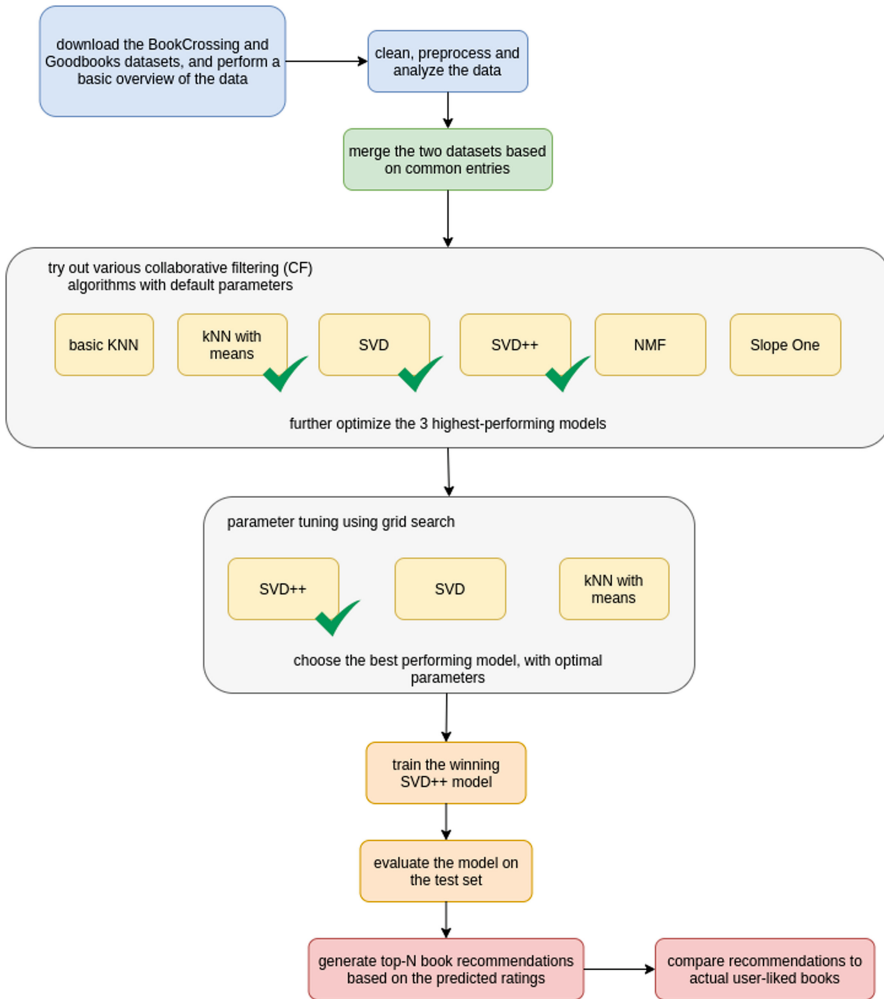 download the BookCrossing and
Goodbooks datasets, and perform a
basic overview of the data
clean, preprocess and
analyze the data
merge the two datasets based
on common entries
try out various collaborative filtering (CF)
algorithms with default parameters
basic KNN
kNN with
means
SVD
SVD++
NMF
Slope One
further optimize the 3 highest-performing models
parameter tuning using grid search
SVD++
SVD
kNN with
means
choose the best performing model, with optimal
parameters
train the winning
SVD++ model
evaluate the model on
the test set
generate top-N book recommendations
based on the predicted ratings
compare recommendations to
actual user-liked books